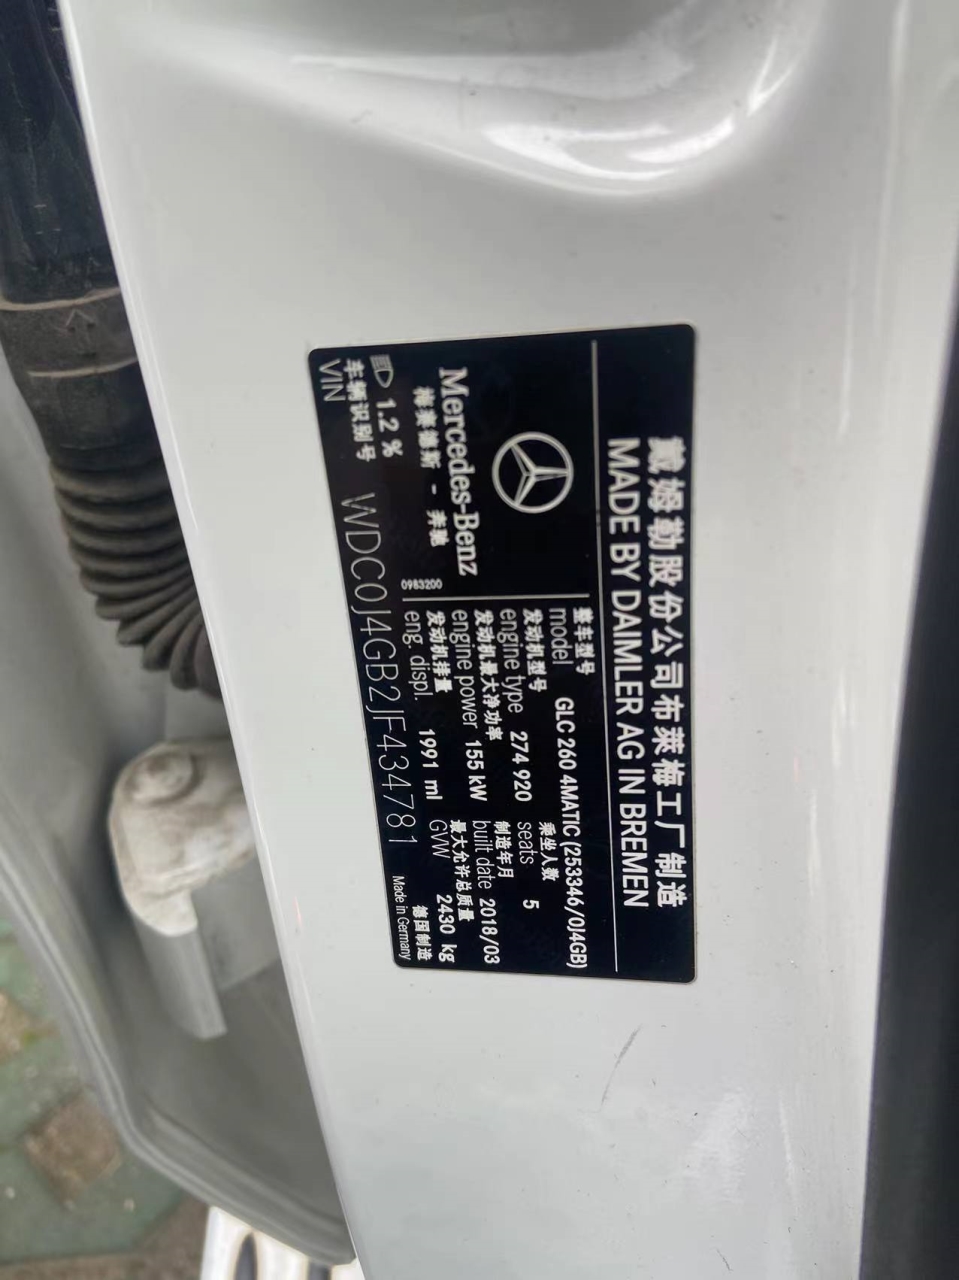 戴姆勒股份公司布莱梅工厂制造
MADE BY DAIMLER AG IN BREMEN
Mercedes-Benz
梅赛德斯 - 奔驰
0983200
整车型号
model GLC 260 4MATIC (253346/0J4GB)
发动机型号 乘坐人数
engine type 274 920 seats 5
发动机最大净功率 制造年月
engine power 155 kW built date 2018/03
发动机排量 最大允许总质量
eng. displ. 1991 ml GVW 2430 kg
1.2 %
车辆识别号 德国制造
VIN WDC0J4GB2JF434781 Made in Germany